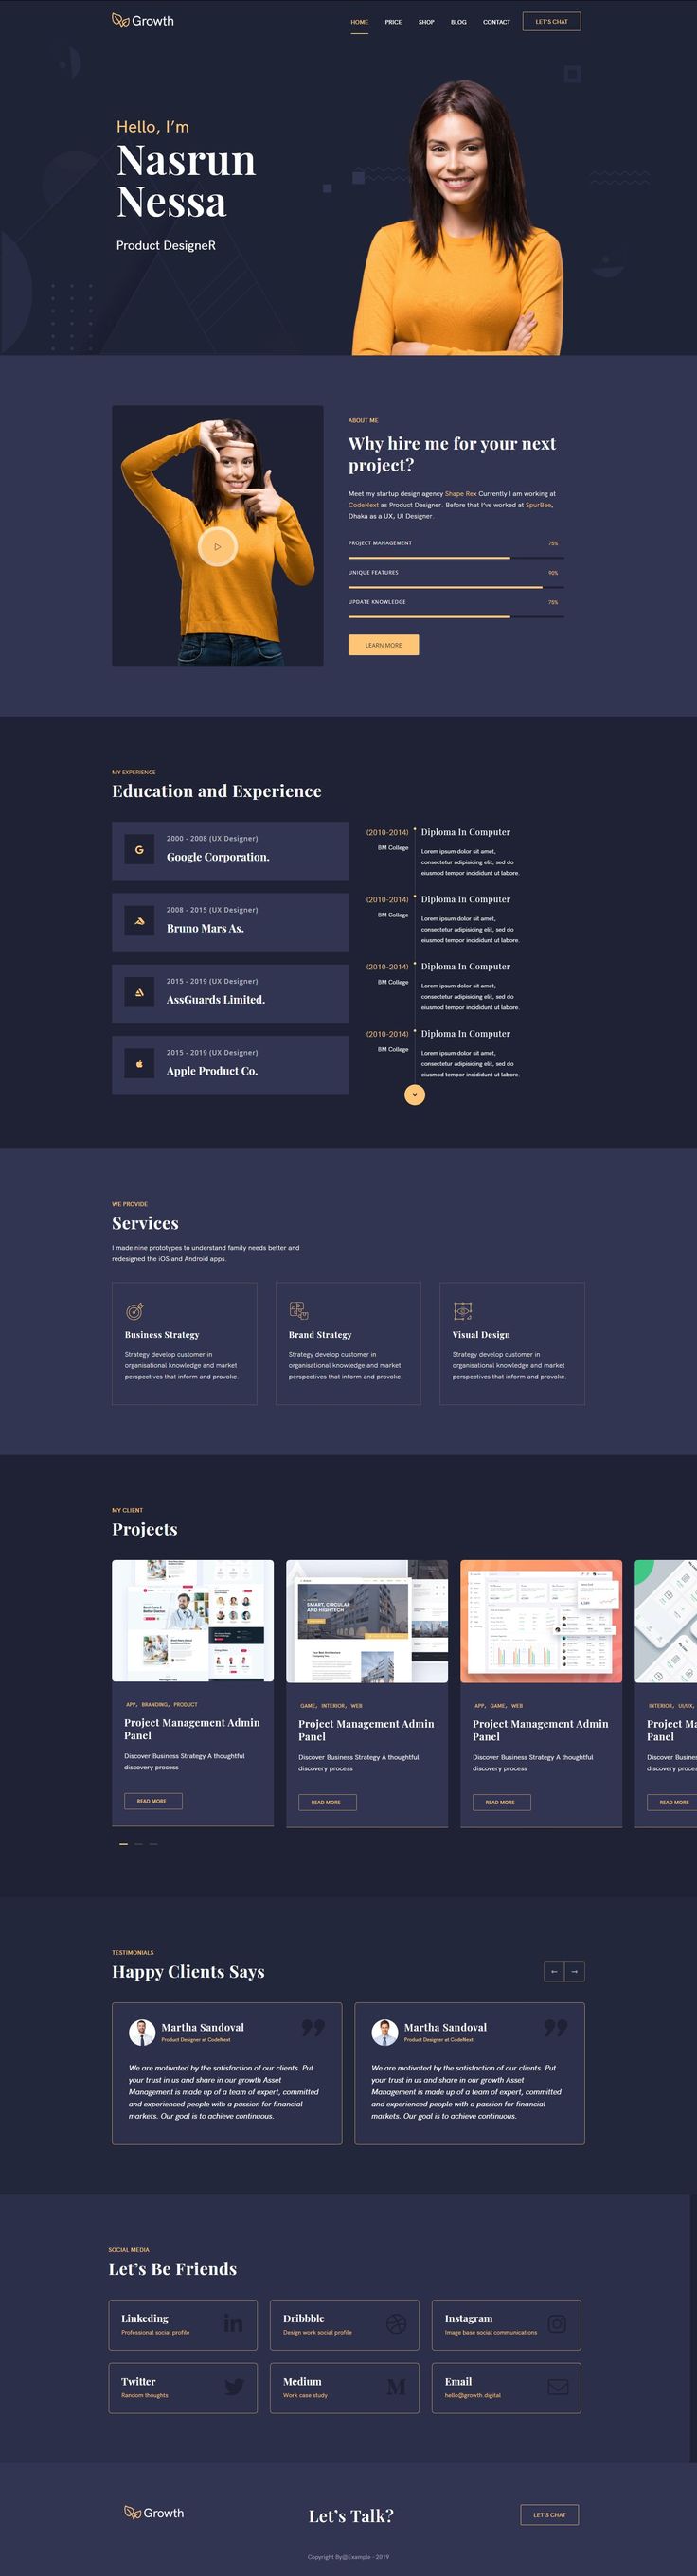 Growth
HOME PRICE SHOP BLOG CONTACT LET'S CHAT
Hello, I'm
Nasrun
Nessa
Product DesigneR
ABOUT ME
Why hire me for your next
project?
Meet my startup design agency Shape Rex Currently I am working at
CodeNext as Product Designer. Before that I've worked at SpurBee,
Dhaka as a UX, UI Designer.
PROJECT MANAGEMENT 75%
UNIQUE FEATURES 90%
UPDATE KNOWLEDGE 75%
LEARN MORE
MY EXPERIENCE
Education and Experience
2000 - 2008 (UX Designer)
Google Corporation.
2008 - 2015 (UX Designer)
Bruno Mars As.
2015 - 2019 (UX Designer)
AssGuards Limited.
2015 - 2019 (UX Designer)
Apple Product Co.
(2010-2014) Diploma In Computer
BM College
Lorem ipsum dolor sit amet,
consectetur adipisicing elit, sed do
eiusmod tempor incididunt ut labore.
(2010-2014) Diploma In Computer
BM College
Lorem ipsum dolor sit amet,
consectetur adipisicing elit, sed do
eiusmod tempor incididunt ut labore.
(2010-2014) Diploma In Computer
BM College
Lorem ipsum dolor sit amet,
consectetur adipisicing elit, sed do
eiusmod tempor incididunt ut labore.
(2010-2014) Diploma In Computer
BM College
Lorem ipsum dolor sit amet,
consectetur adipisicing elit, sed do
eiusmod tempor incididunt ut labore.
WE PROVIDE
Services
I made nine prototypes to understand family needs better and
redesigned the iOS and Android apps.
Business Strategy
Strategy develop customer in
organisational knowledge and market
perspectives that inform and provoke.
Brand Strategy
Strategy develop customer in
organisational knowledge and market
perspectives that inform and provoke.
Visual Design
Strategy develop customer in
organisational knowledge and market
perspectives that inform and provoke.
MY CLIENT
Projects
SMART, CIRCULAR
AND HIGHTECH
APP, BRANDING, PRODUCT
Project Management Admin
Panel
Discover Business Strategy A thoughtful
discovery process
READ MORE
GAME, INTERIOR, WEB
Project Management Admin
Panel
Discover Business Strategy A thoughtful
discovery process
READ MORE
APP, GAME, WEB
Project Management Admin
Panel
Discover Business Strategy A thoughtful
discovery process
READ MORE
INTERIOR, UI/UX,
Project Ma
Panel
Discover Busines
discovery proces
READ MORE
TESTIMONIALS
Happy Clients Says
Martha Sandoval
Product Designer at CodeNext
We are motivated by the satisfaction of our clients. Put
your trust in us and share in our growth Asset
Management is made up of a team of expert, committed
and experienced people with a passion for financial
markets. Our goal is to achieve continuous.
Martha Sandoval
Product Designer at CodeNext
We are motivated by the satisfaction of our clients. Put
your trust in us and share in our growth Asset
Management is made up of a team of expert, committed
and experienced people with a passion for financial
markets. Our goal is to achieve continuous.
SOCIAL MEDIA
Let's Be Friends
Linkeding
Professional social profile
Dribbble
Design work social profile
Instagram
Image base social communications
Twitter
Random thoughts
Medium
Work case study
Email
hello@growth.digital
Growth
Let's Talk?
LET'S CHAT
Copyright By@Example - 2019